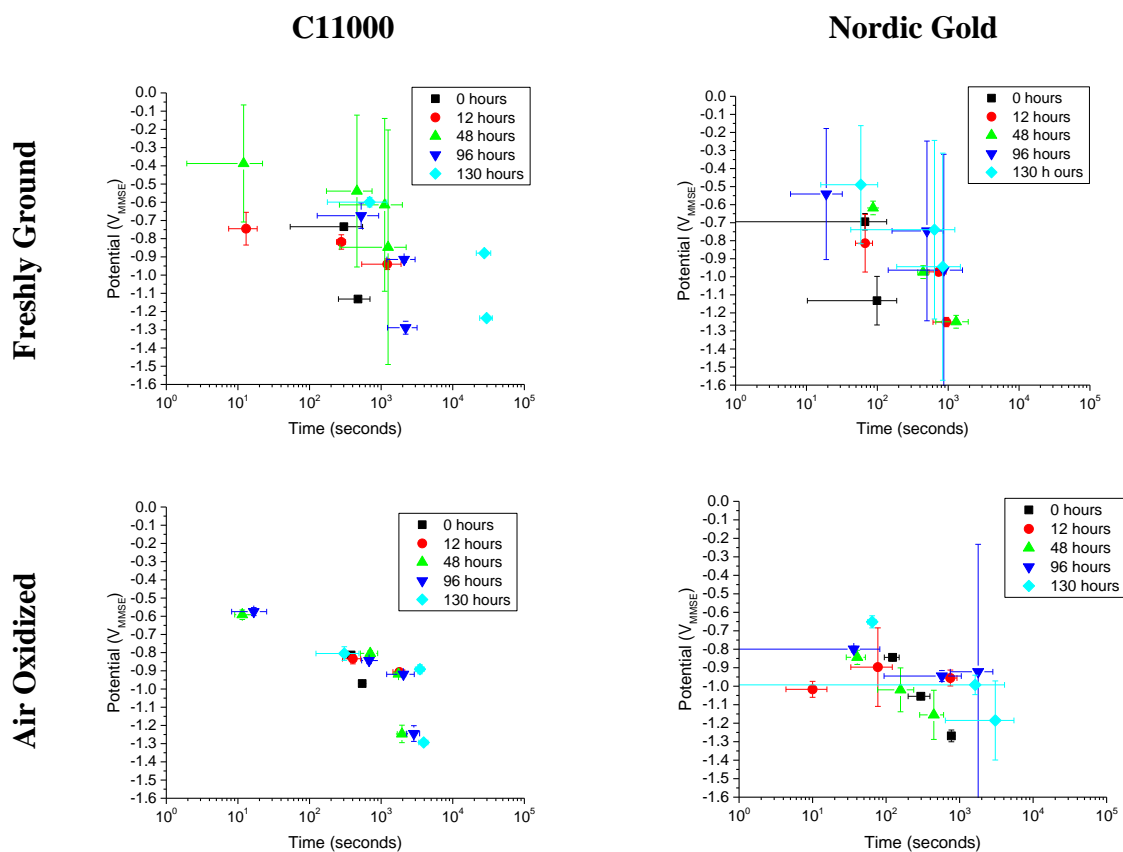 C11000
Nordic Gold
Freshly Ground
0.0
-0.1
-0.2
-0.3
-0.4
-0.5
-0.6
-0.7
-0.8
-0.9
-1.0
-1.1
-1.2
-1.3
-1.4
-1.5
-1.6
Potential (V_MMSE)
0 hours
12 hours
48 hours
96 hours
130 hours
10^0 10^1 10^2 10^3 10^4 10^5
Time (seconds)
0.0
-0.1
-0.2
-0.3
-0.4
-0.5
-0.6
-0.7
-0.8
-0.9
-1.0
-1.1
-1.2
-1.3
-1.4
-1.5
-1.6
Potential (V_MMSE)
0 hours
12 hours
48 hours
96 hours
130 h ours
10^0 10^1 10^2 10^3 10^4 10^5
Time (seconds)
Air Oxidized
0.0
-0.1
-0.2
-0.3
-0.4
-0.5
-0.6
-0.7
-0.8
-0.9
-1.0
-1.1
-1.2
-1.3
-1.4
-1.5
-1.6
Potential (V_MMSE)
0 hours
12 hours
48 hours
96 hours
130 hours
10^0 10^1 10^2 10^3 10^4 10^5
Time (seconds)
0.0
-0.1
-0.2
-0.3
-0.4
-0.5
-0.6
-0.7
-0.8
-0.9
-1.0
-1.1
-1.2
-1.3
-1.4
-1.5
-1.6
Potential (V_MMSE)
0 hours
12 hours
48 hours
96 hours
130 hours
10^0 10^1 10^2 10^3 10^4 10^5
Time (seconds)